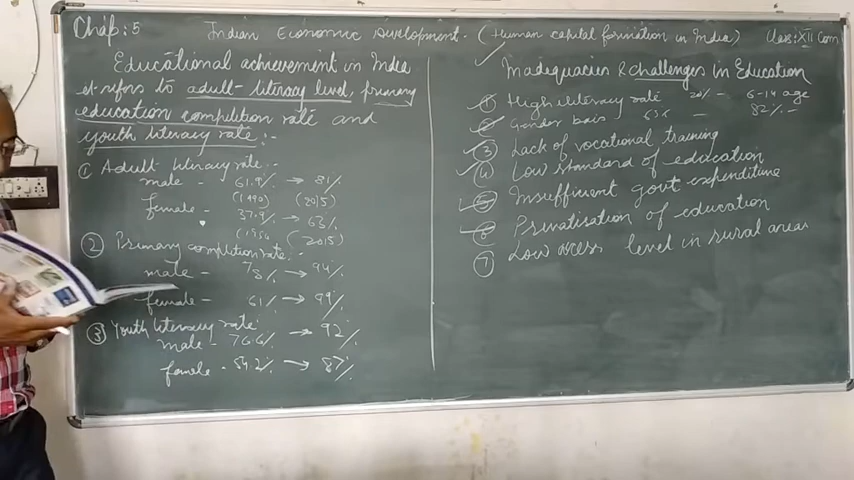 Chap: 5 Indian Economic Development. (Human capital formation in India) Class: XII Com
Educational achievement in India
it refers to adult-literacy level, primary
education completion rate and
youth literacy rate :-
① Adult literacy rate :-
male - 61.9% → 81%
(1990) (2015)
female - 37.9% → 63%
(2015)
② Primary completion rate -
male - 78% → 94%
female - 61% → 99%
③ Youth literacy rate
male - 76.6% → 92%
female - 54.2% → 87%
Inadequacies & challenges in Education
① High illiteracy rate 20% - 6-14 age
② Gender bais - 82% -
③ Lack of vocational training
④ Low standard of education
⑤ Insufficient govt expenditure
⑥ Privatisation of education
⑦ Low access level in rural areas